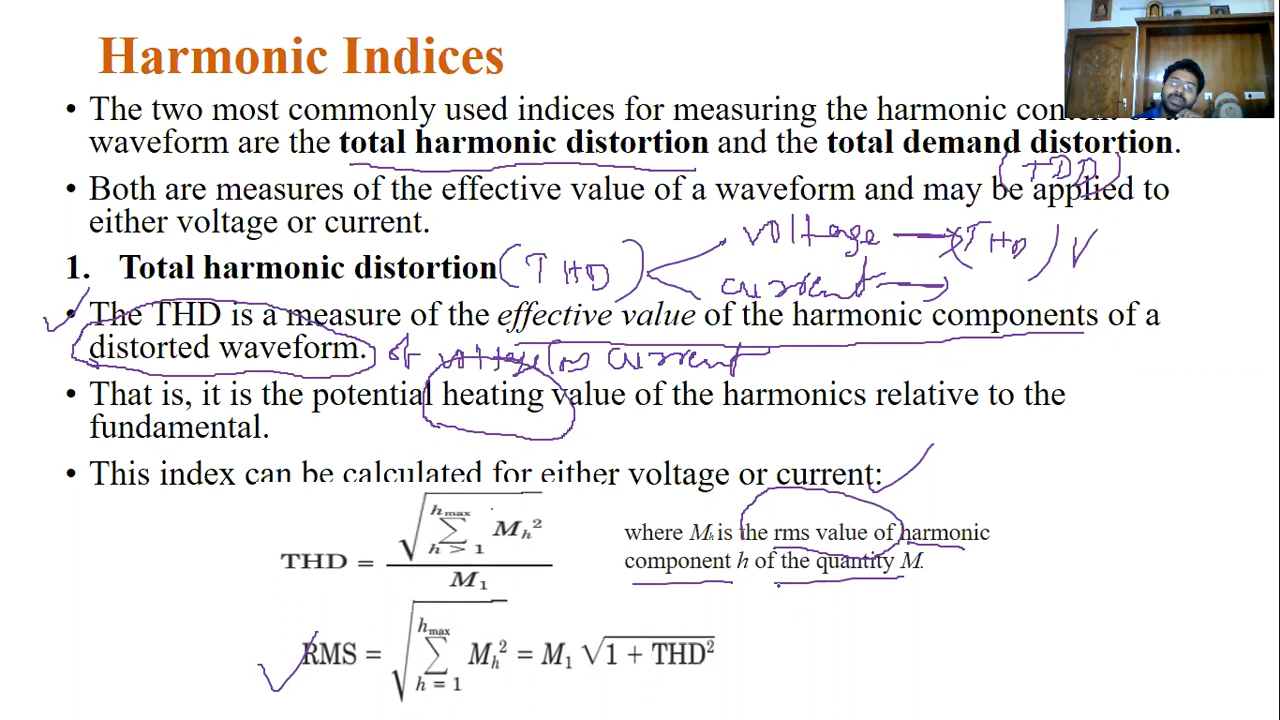 Harmonic Indices
• The two most commonly used indices for measuring the harmonic content of a
waveform are the total harmonic distortion and the total demand distortion.
(TDD)
• Both are measures of the effective value of a waveform and may be applied to
either voltage or current.
voltage → (THD)V
1. Total harmonic distortion (THD)
current →
• The THD is a measure of the effective value of the harmonic components of a
distorted waveform. of voltage (or) current
• That is, it is the potential heating value of the harmonics relative to the
fundamental.
• This index can be calculated for either voltage or current:
THD = √(∑_{h>1}^{h_max} M_h²) / M₁
where M_h is the rms value of harmonic
component h of the quantity M.
RMS = √(∑_{h=1}^{h_max} M_h²) = M₁ √(1 + THD²)